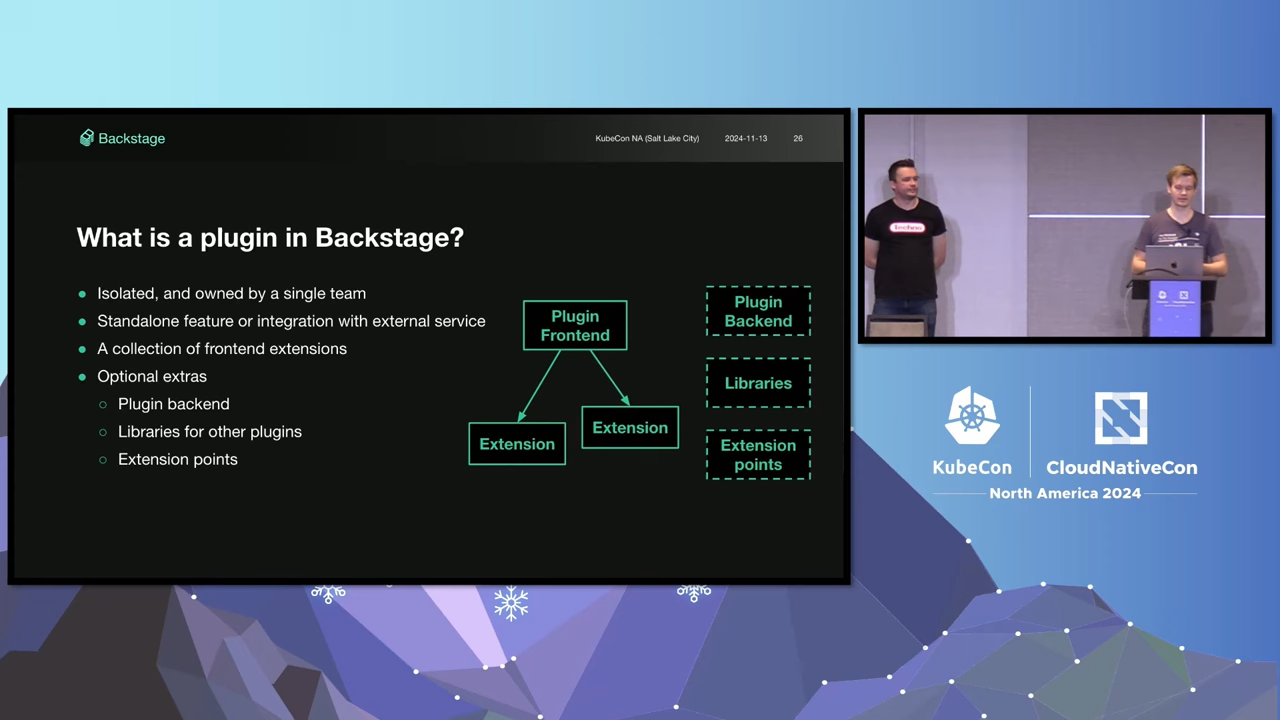 Backstage
KubeCon NA (Salt Lake City)
2024-11-13
26
What is a plugin in Backstage?
Isolated, and owned by a single team
Standalone feature or integration with external service
A collection of frontend extensions
Optional extras
Plugin backend
Libraries for other plugins
Extension points
Plugin
Frontend
Extension
Extension
Plugin
Backend
Libraries
Extension
points
Techno
KubeCon
CloudNativeCon
North America 2024